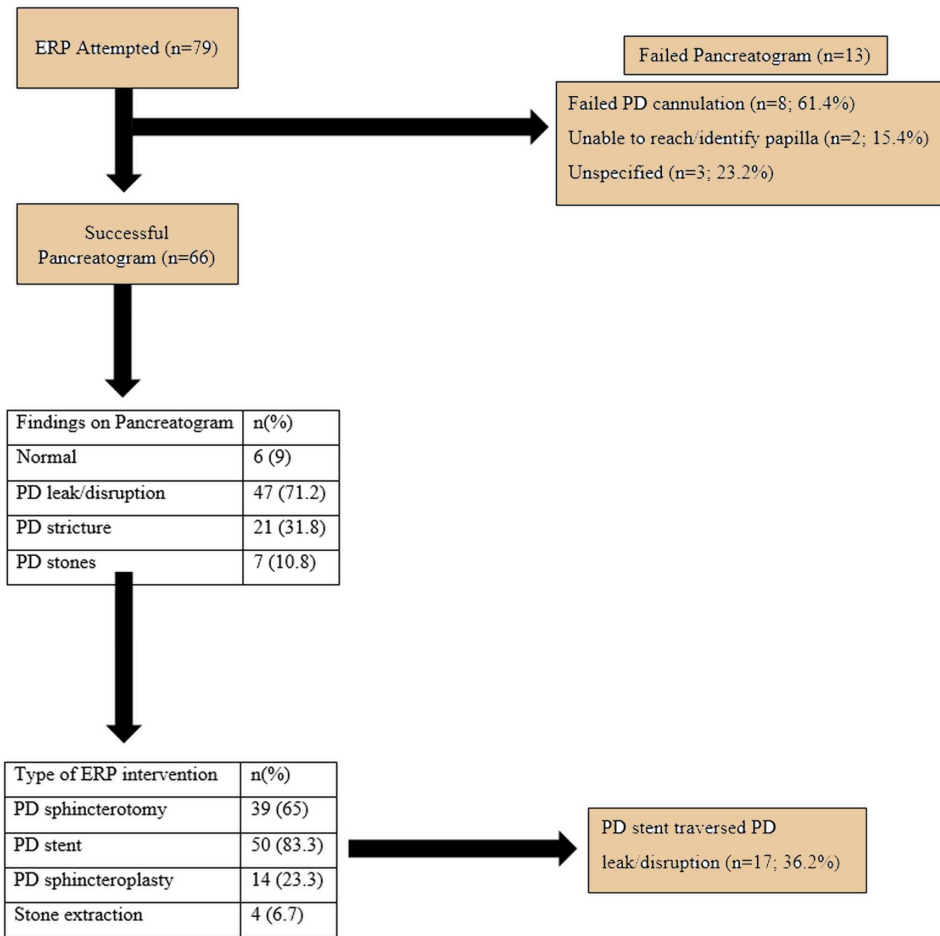 ERP Attempted (n=79)
Failed Pancreatogram (n=13)
Failed PD cannulation (n=8; 61.4%)
Unable to reach/identify papilla (n=2; 15.4%)
Unspecified (n=3; 23.2%)
Successful
Pancreatogram (n=66)
Findings on Pancreatogram n(%)
Normal 6 (9)
PD leak/disruption 47 (71.2)
PD stricture 21 (31.8)
PD stones 7 (10.8)
Type of ERP intervention n(%)
PD sphincterotomy 39 (65)
PD stent 50 (83.3)
PD sphincteroplasty 14 (23.3)
Stone extraction 4 (6.7)
PD stent traversed PD
leak/disruption (n=17; 36.2%)